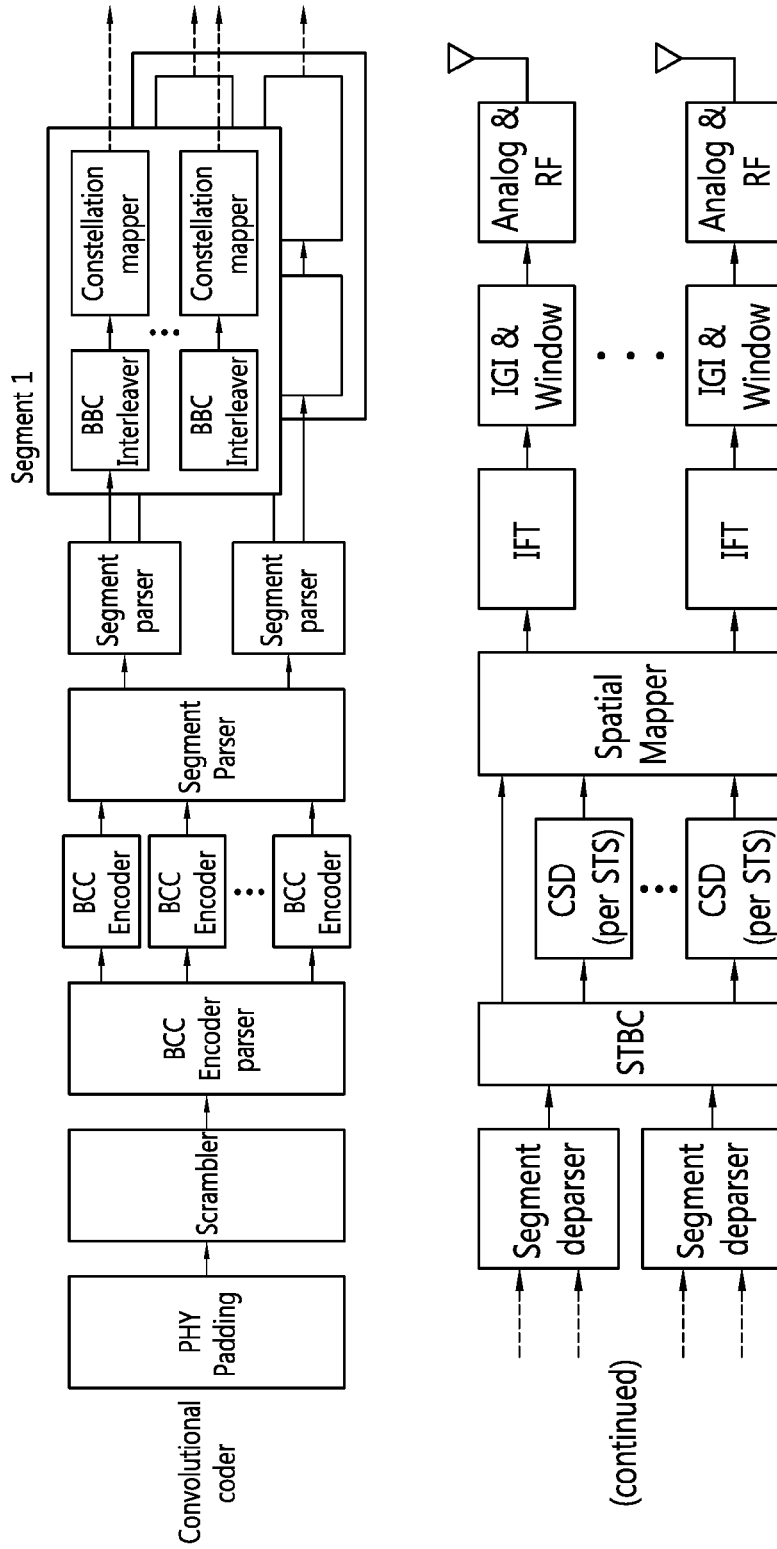 Convolutional
coder
PHY
Padding
Scrambler
BCC
Encoder
parser
BCC
Encoder
BCC
Encoder
BCC
Encoder
Segment
Parser
Segment
parser
Segment
parser
Segment 1
BBC
Interleaver
Constellation
mapper
BBC
Interleaver
Constellation
mapper
(continued)
Segment
deparser
Segment
deparser
STBC
CSD
(per STS)
CSD
(per STS)
Spatial
Mapper
IFT
IFT
IGI &
Window
IGI &
Window
Analog &
RF
Analog &
RF